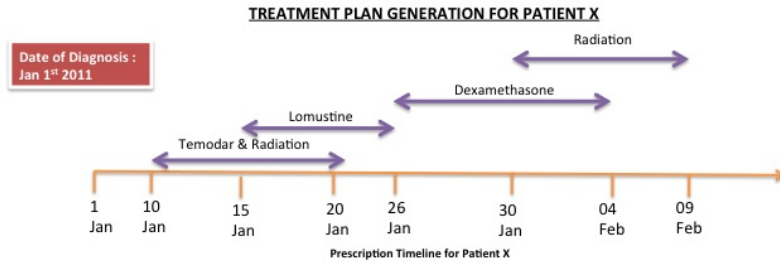 TREATMENT PLAN GENERATION FOR PATIENT X
Date of Diagnosis :
Jan 1st 2011
Radiation
Dexamethasone
Lomustine
Temodar & Radiation
1 10 15 20 26 30 04 09
Jan Jan Jan Jan Jan Jan Feb Feb
Prescription Timeline for Patient X